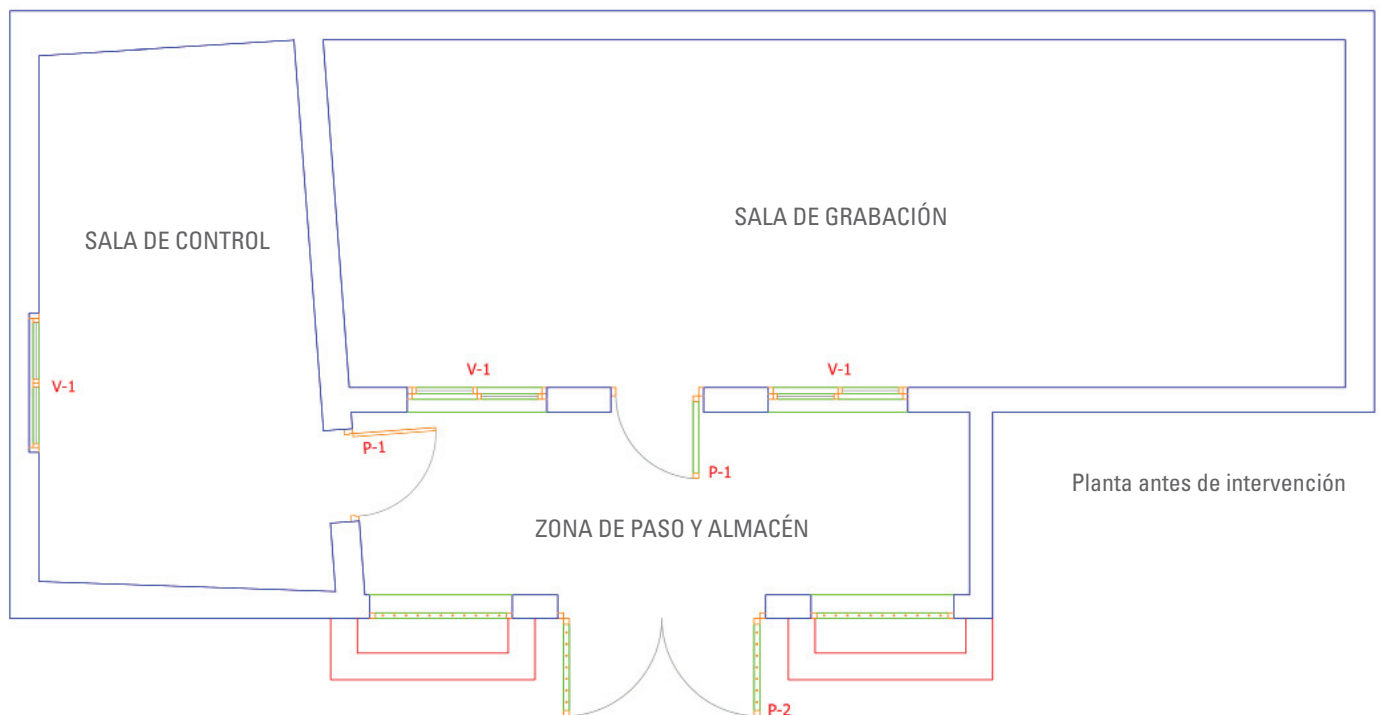 SALA DE GRABACIÓN
SALA DE CONTROL
V-1
V-1
V-1
P-1
P-1
Planta antes de intervención
ZONA DE PASO Y ALMACÉN
P-2